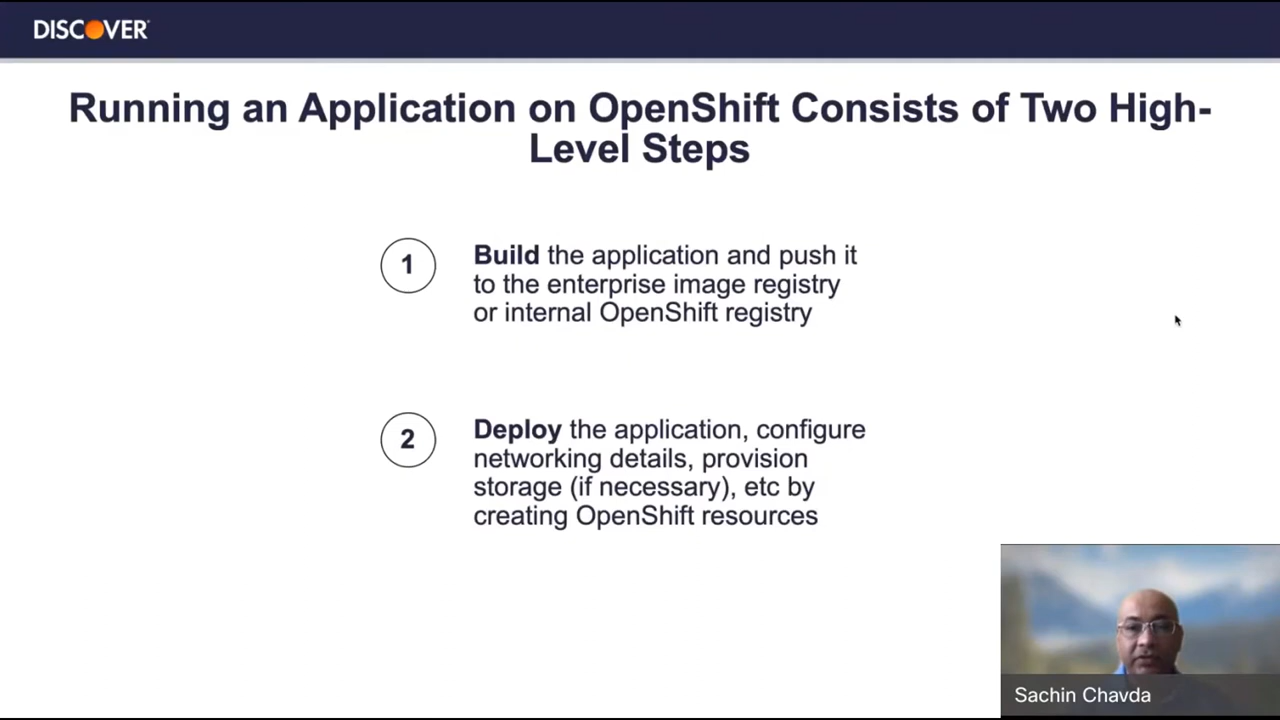 DISCOVER
Running an Application on OpenShift Consists of Two High-
Level Steps
1
Build the application and push it
to the enterprise image registry
or internal OpenShift registry
2
Deploy the application, configure
networking details, provision
storage (if necessary), etc by
creating OpenShift resources
Sachin Chavda